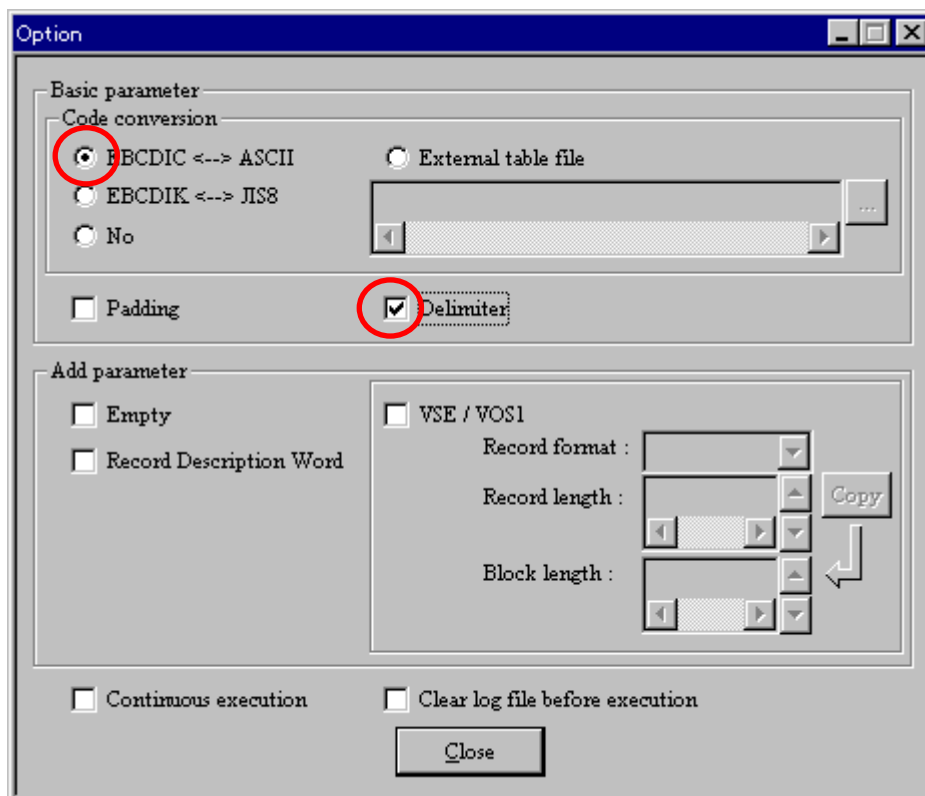 Option
Basic parameter
Code conversion
EBCDIC <--> ASCII
External table file
EBCDIK <--> JIS8
...
No
Padding
Delimiter
Add parameter
Empty
VSE / VOS1
Record Description Word
Record format :
Record length :
Copy
Block length :
Continuous execution
Clear log file before execution
Close